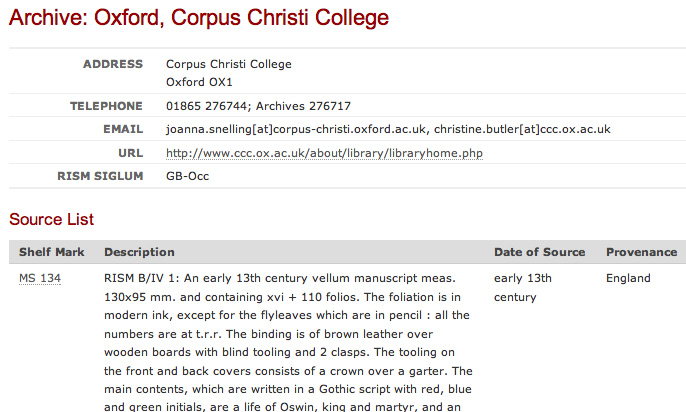 Archive: Oxford, Corpus Christi College
ADDRESS Corpus Christi College
Oxford OX1
TELEPHONE 01865 276744; Archives 276717
EMAIL joanna.snelling[at]corpus-christi.oxford.ac.uk, christine.butler[at]ccc.ox.ac.uk
URL http://www.ccc.ox.ac.uk/about/library/libraryhome.php
RISM SIGLUM GB-Occ
Source List
Shelf Mark Description Date of Source Provenance
MS 134 RISM B/IV 1: An early 13th century vellum manuscript meas. early 13th England
130x95 mm. and containing xvi + 110 folios. The foliation is in century
modern ink, except for the flyleaves which are in pencil : all the
numbers are at t.r.r. The binding is of brown leather over
wooden boards with blind tooling and 2 clasps. The tooling on
the front and back covers consists of a crown over a garter. The
main contents, which are written in a Gothic script with red, blue
and green initials, are a life of Oswin, king and martyr, and an